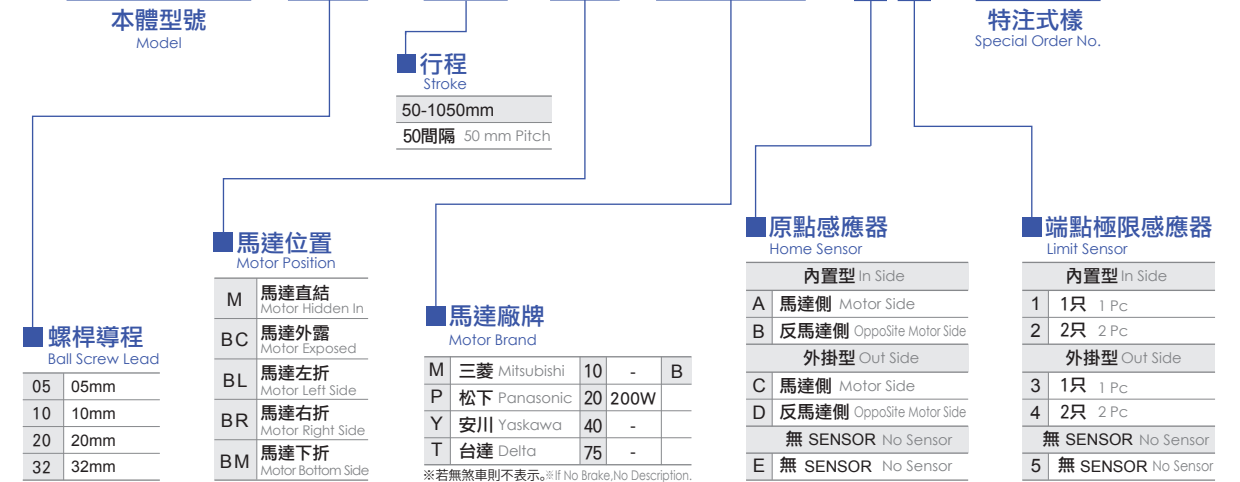 本體型號
Model
特注式樣
Special Order No.
行程
Stroke
50-1050mm
50間隔 50 mm Pitch
螺桿導程
Ball Screw Lead
05 05mm
10 10mm
20 20mm
32 32mm
馬達位置
Motor Position
M 馬達直結
Motor Hidden In
BC 馬達外露
Motor Exposed
BL 馬達左折
Motor Left Side
BR 馬達右折
Motor Right Side
BM 馬達下折
Motor Bottom Side
馬達廠牌
Motor Brand
M 三菱 Mitsubishi 10 - B
P 松下 Panasonic 20 200W
Y 安川 Yaskawa 40 -
T 台達 Delta 75 -
※若無煞車則不表示。※If No Brake,No Description.
原點感應器
Home Sensor
內置型 In Side
A 馬達側 Motor Side
B 反馬達側 OppoSite Motor Side
外掛型 Out Side
C 馬達側 Motor Side
D 反馬達側 OppoSite Motor Side
無 SENSOR No Sensor
E 無 SENSOR No Sensor
端點極限感應器
Limit Sensor
內置型 In Side
1 1只 1 Pc
2 2只 2 Pc
外掛型 Out Side
3 1只 1 Pc
4 2只 2 Pc
無 SENSOR No Sensor
5 無 SENSOR No Sensor